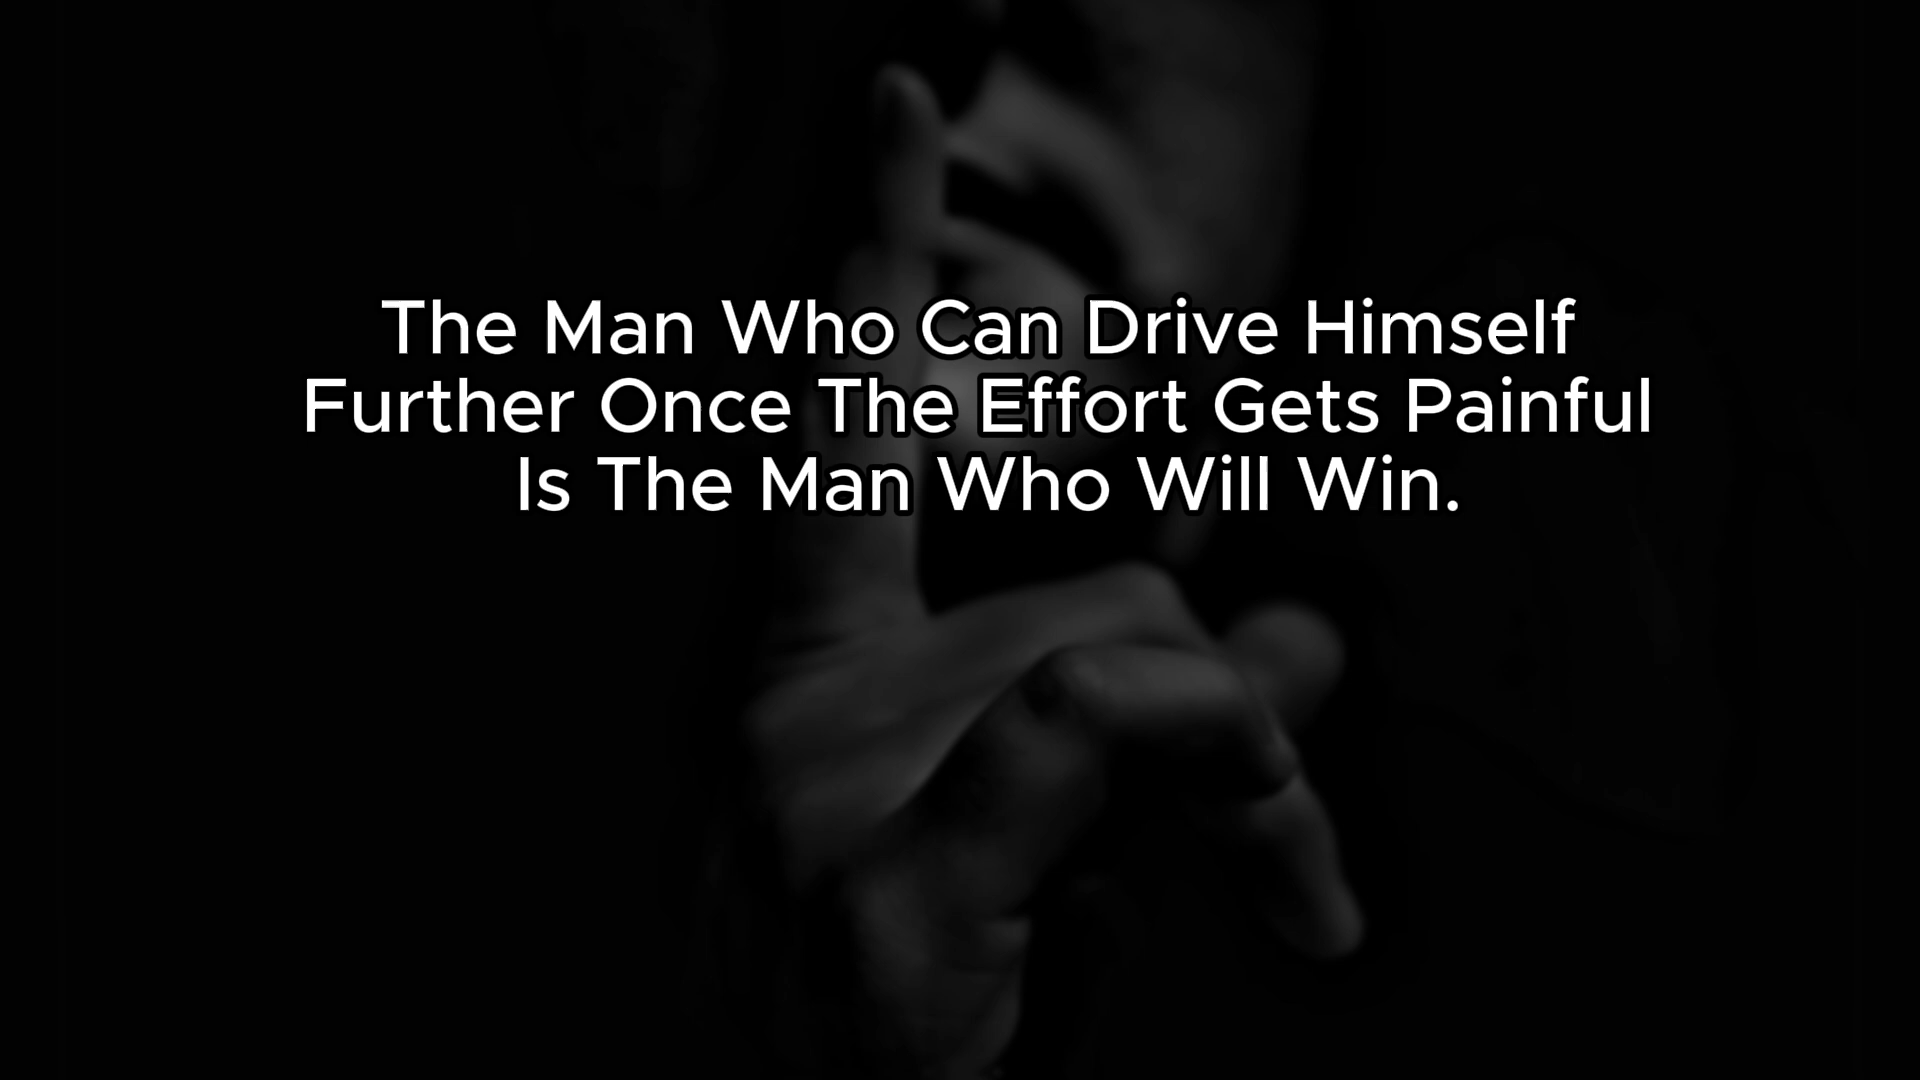 The Man Who Can Drive Himself
Further Once The Effort Gets Painful
Is The Man Who Will Win.